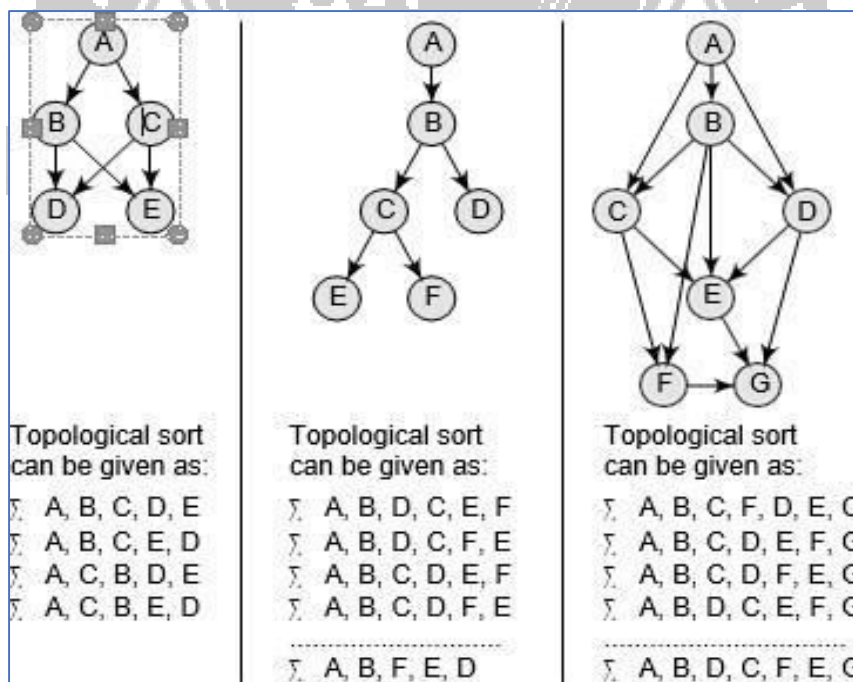 A
B
C
D
E
A
B
C
D
E
F
A
B
C
D
E
F
G
Topological sort
can be given as:
∑ A, B, C, D, E
∑ A, B, C, E, D
∑ A, C, B, D, E
∑ A, C, B, E, D
Topological sort
can be given as:
∑ A, B, D, C, E, F
∑ A, B, D, C, F, E
∑ A, B, C, D, E, F
∑ A, B, C, D, F, E
.............................
∑ A, B, F, E, D
Topological sort
can be given as:
∑ A, B, C, F, D, E,
∑ A, B, C, D, E, F,
∑ A, B, C, D, F, E,
∑ A, B, D, C, E, F,
.............................
∑ A, B, D, C, F, E,